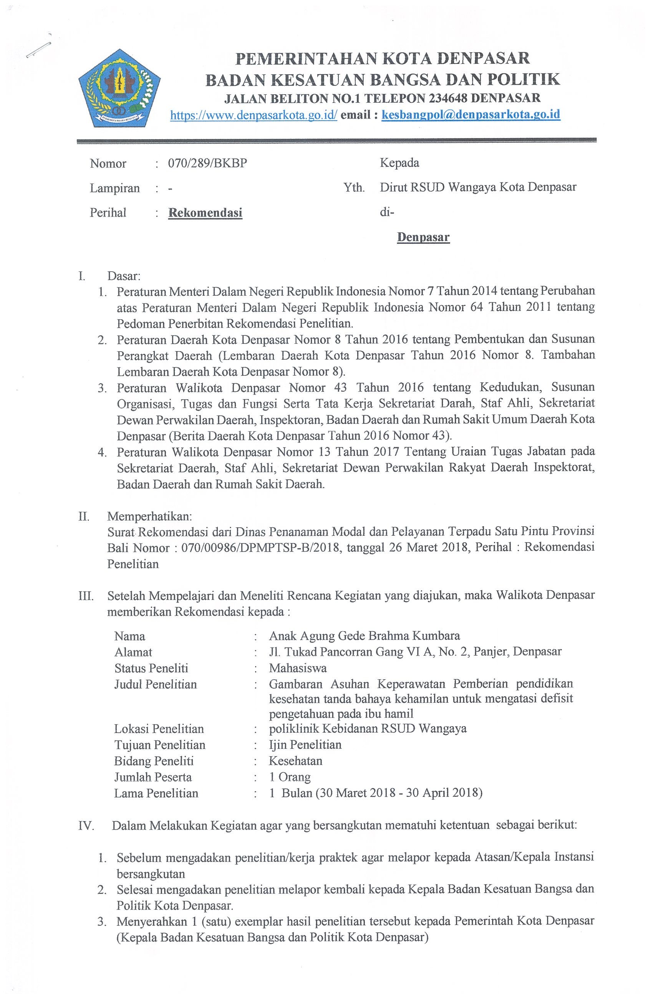 PEMERINTAHAN KOTA DENPASAR
BADAN KESATUAN BANGSA DAN POLITIK
JALAN BELITON NO.1 TELEPON 234648 DENPASAR
https://www.denpasarkota.go.id/ email : kesbangpol@denpasarkota.go.id
Nomor : 070/289/BKBP Kepada
Lampiran : - Yth. Dirut RSUD Wangaya Kota Denpasar
Perihal : Rekomendasi di-
Denpasar
I. Dasar:
1. Peraturan Menteri Dalam Negeri Republik Indonesia Nomor 7 Tahun 2014 tentang Perubahan
atas Peraturan Menteri Dalam Negeri Republik Indonesia Nomor 64 Tahun 2011 tentang
Pedoman Penerbitan Rekomendasi Penelitian.
2. Peraturan Daerah Kota Denpasar Nomor 8 Tahun 2016 tentang Pembentukan dan Susunan
Perangkat Daerah (Lembaran Daerah Kota Denpasar Tahun 2016 Nomor 8. Tambahan
Lembaran Daerah Kota Denpasar Nomor 8).
3. Peraturan Walikota Denpasar Nomor 43 Tahun 2016 tentang Kedudukan, Susunan
Organisasi, Tugas dan Fungsi Serta Tata Kerja Sekretariat Darah, Staf Ahli, Sekretariat
Dewan Perwakilan Daerah, Inspektoran, Badan Daerah dan Rumah Sakit Umum Daerah Kota
Denpasar (Berita Daerah Kota Denpasar Tahun 2016 Nomor 43).
4. Peraturan Walikota Denpasar Nomor 13 Tahun 2017 Tentang Uraian Tugas Jabatan pada
Sekretariat Daerah, Staf Ahli, Sekretariat Dewan Perwakilan Rakyat Daerah Inspektorat,
Badan Daerah dan Rumah Sakit Daerah.
II. Memperhatikan:
Surat Rekomendasi dari Dinas Penanaman Modal dan Pelayanan Terpadu Satu Pintu Provinsi
Bali Nomor : 070/00986/DPMPTSP-B/2018, tanggal 26 Maret 2018, Perihal : Rekomendasi
Penelitian
III. Setelah Mempelajari dan Meneliti Rencana Kegiatan yang diajukan, maka Walikota Denpasar
memberikan Rekomendasi kepada :
Nama : Anak Agung Gede Brahma Kumbara
Alamat : Jl. Tukad Pancorran Gang VI A, No. 2, Panjer, Denpasar
Status Peneliti : Mahasiswa
Judul Penelitian : Gambaran Asuhan Keperawatan Pemberian pendidikan
kesehatan tanda bahaya kehamilan untuk mengatasi defisit
pengetahuan pada ibu hamil
Lokasi Penelitian : poliklinik Kebidanan RSUD Wangaya
Tujuan Penelitian : Ijin Penelitian
Bidang Peneliti : Kesehatan
Jumlah Peserta : 1 Orang
Lama Penelitian : 1 Bulan (30 Maret 2018 - 30 April 2018)
IV. Dalam Melakukan Kegiatan agar yang bersangkutan mematuhi ketentuan sebagai berikut:
1. Sebelum mengadakan penelitian/kerja praktek agar melapor kepada Atasan/Kepala Instansi
bersangkutan
2. Selesai mengadakan penelitian melapor kembali kepada Kepala Badan Kesatuan Bangsa dan
Politik Kota Denpasar.
3. Menyerahkan 1 (satu) exemplar hasil penelitian tersebut kepada Pemerintah Kota Denpasar
(Kepala Badan Kesatuan Bangsa dan Politik Kota Denpasar)